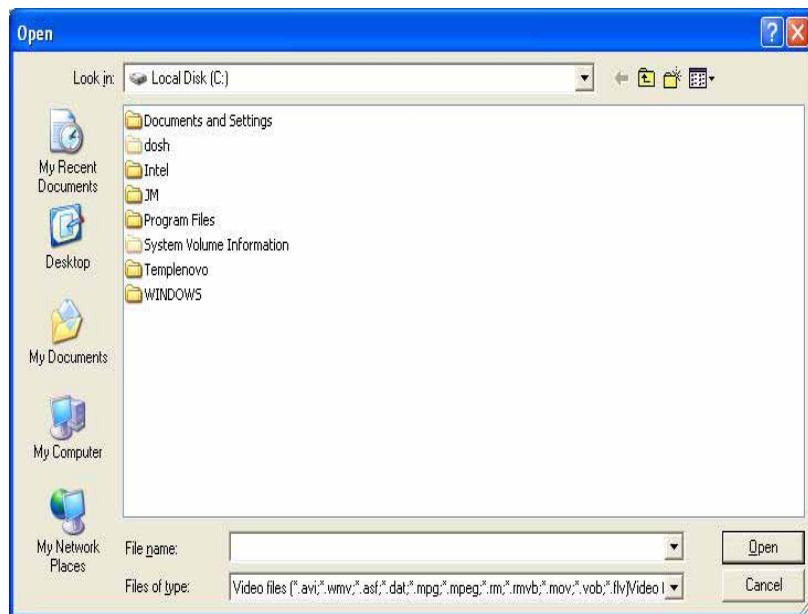 Open
Look in:
Local Disk (C:)
Documents and Settings
dosh
Intel
JM
Program Files
System Volume Information
Templenovo
WINDOWS
My Recent
Documents
Desktop
My Documents
My Computer
My Network
Places
File name:
Open
Files of type:
Video files (*.avi;*.wmv;*.asf;*.dat;*.mpg;*.mpeg;*.rm;*.rmvb;*.mov;*.vob;*.flv)Video
Cancel